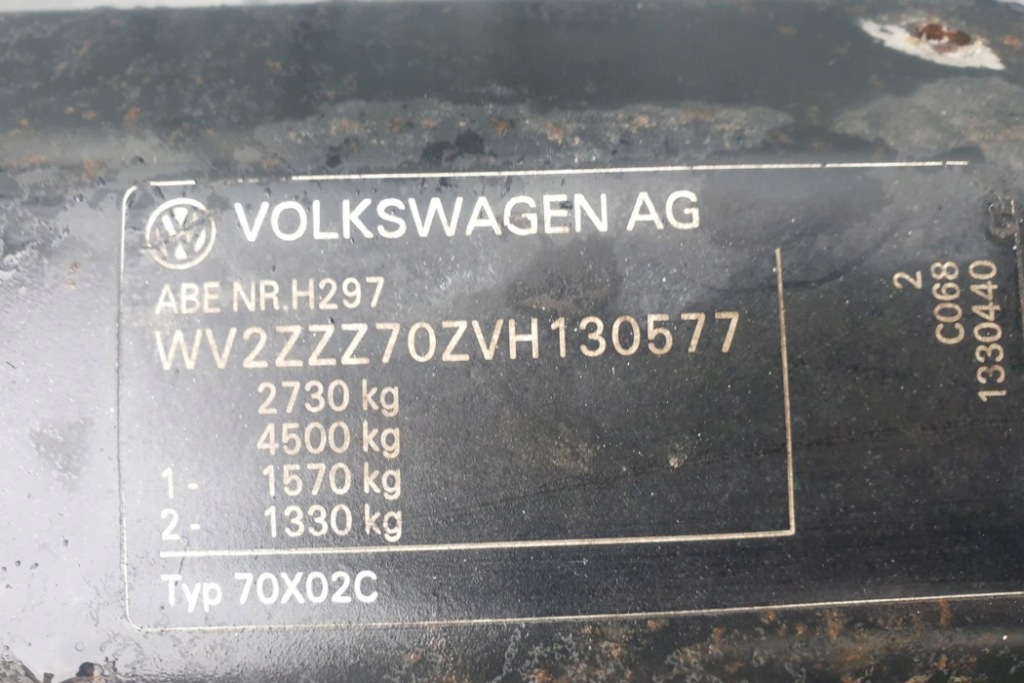 VOLKSWAGEN AG
ABE NR.H297
WV2ZZZ70ZVH130577
2730 kg
4500 kg
1- 1570 kg
2- 1330 kg
Typ 70X02C
2
C068
1330440